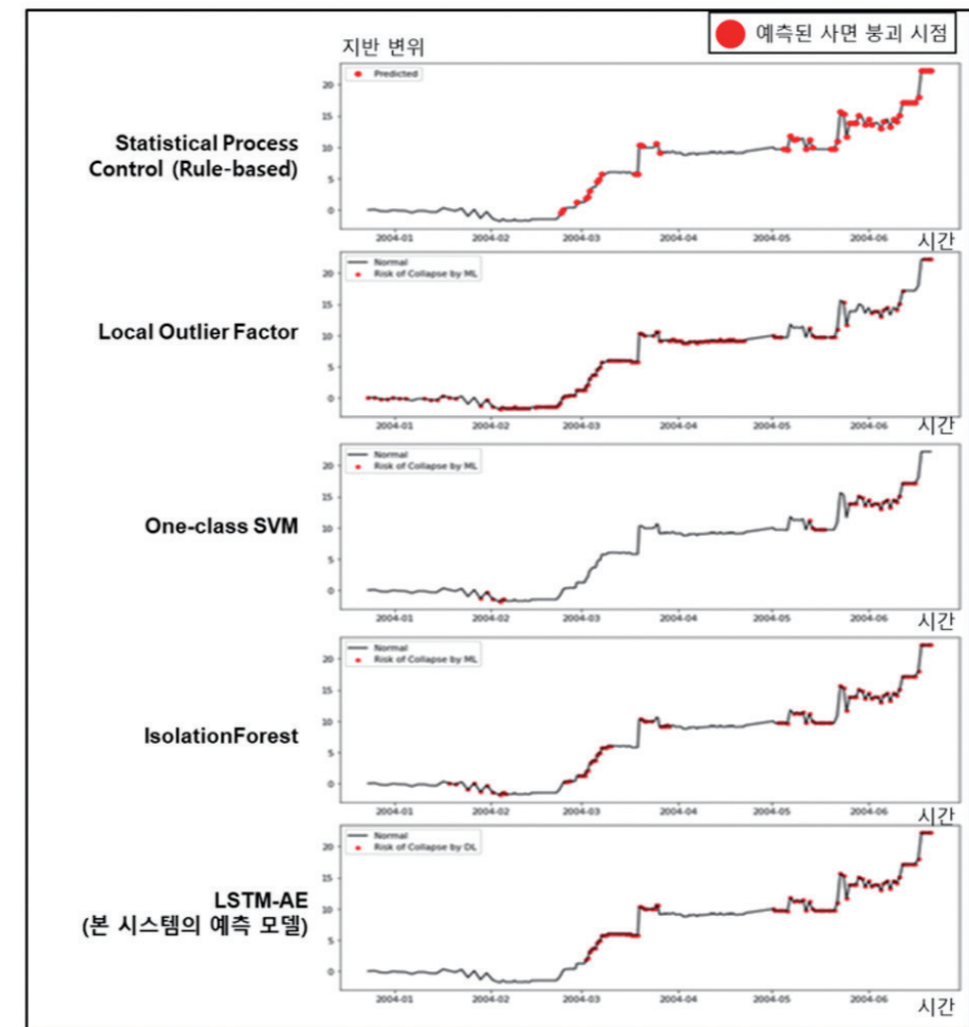 예측된 사면 붕괴 시점
지반 변위
Predicted
Statistical Process
Control (Rule-based)
20
15
10
5
0
2004-01 2004-02 2004-03 2004-04 2004-05 2004-06
시간
Normal
Risk of Collapse by ML
Local Outlier Factor
20
15
10
5
0
2004-01 2004-02 2004-03 2004-04 2004-05 2004-06
시간
Normal
Risk of Collapse by ML
One-class SVM
20
15
10
5
0
2004-01 2004-02 2004-03 2004-04 2004-05 2004-06
시간
Normal
Risk of Collapse by ML
IsolationForest
20
15
10
5
0
2004-01 2004-02 2004-03 2004-04 2004-05 2004-06
시간
Normal
Risk of Collapse by DL
LSTM-AE
(본 시스템의 예측 모델)
20
15
10
5
0
2004-01 2004-02 2004-03 2004-04 2004-05 2004-06
시간